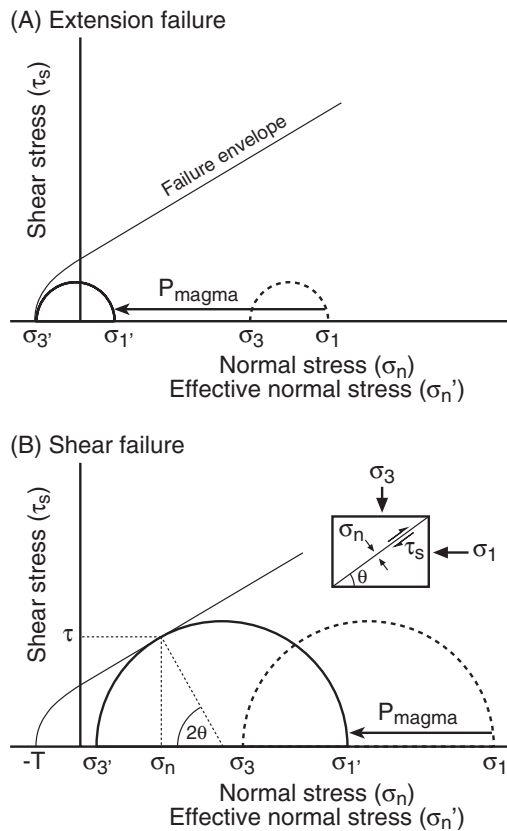 (A) Extension failure
Shear stress (τₛ)
Failure envelope
P_magma
σ₃' σ₁' σ₃ σ₁
Normal stress (σₙ)
Effective normal stress (σₙ')
(B) Shear failure
Shear stress (τₛ)
σ₃
σₙ
τₛ
σ₁
θ
τ
P_magma
2θ
-T σ₃' σₙ σ₃ σ₁' σ₁
Normal stress (σₙ)
Effective normal stress (σₙ')